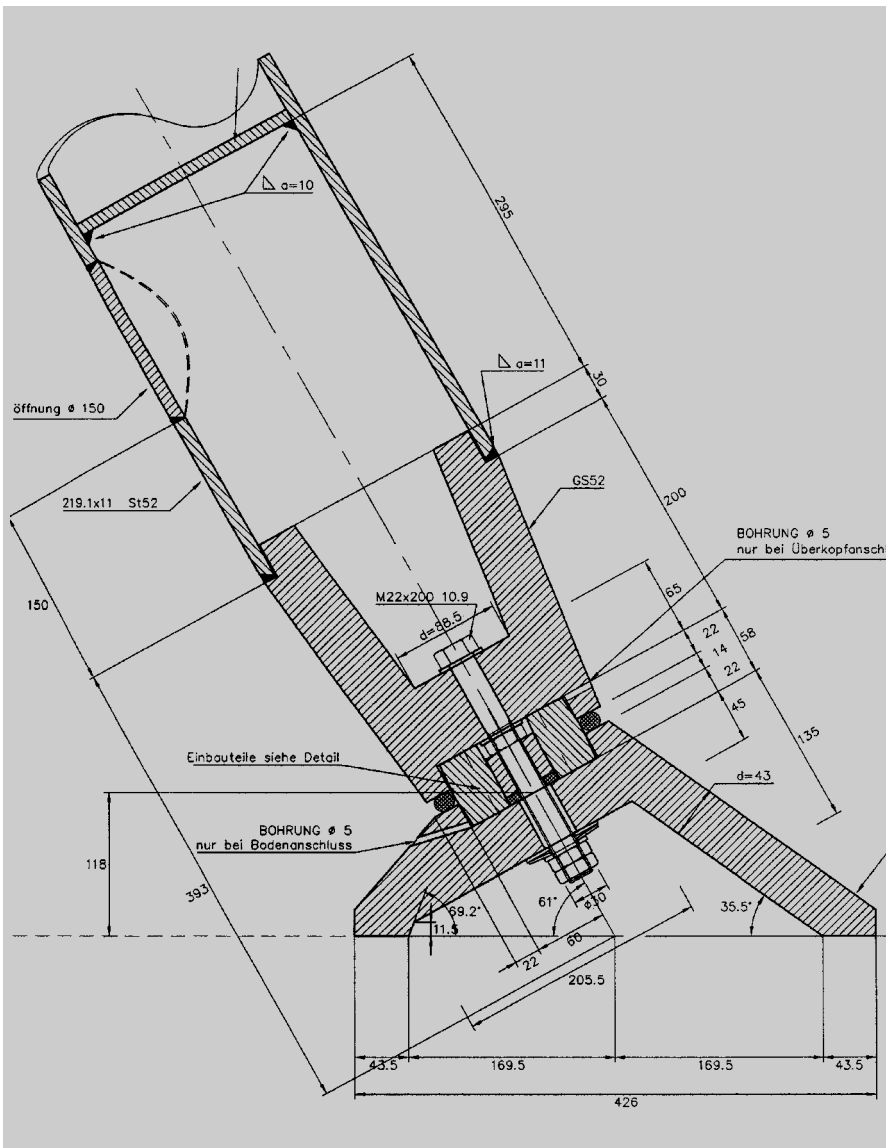 a=10
295
a=11
30
öffnung ø 150
GS52
200
219.1x11 St52
BOHRUNG ø 5
nur bei Überkopfanschl
M22x200 10.9
65
150
d=88.5
22
58
14
22
45
135
Einbauteile siehe Detail
d=43
BOHRUNG ø 5
nur bei Bodenanschluss
118
393
69.2°
61°
ø30
35.5°
11.5
66
22
205.5
43.5
169.5
169.5
43.5
426